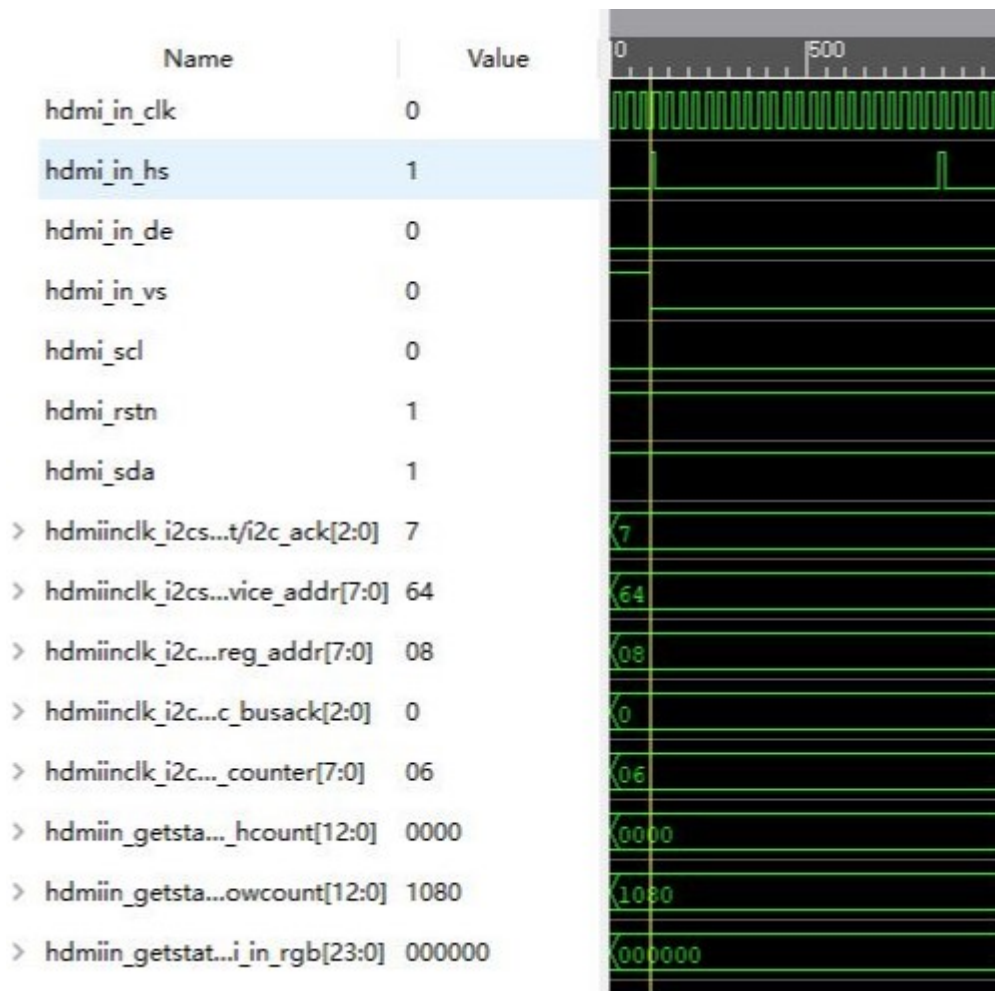 Name Value 0 500
hdmi_in_clk 0
hdmi_in_hs 1
hdmi_in_de 0
hdmi_in_vs 0
hdmi_scl 0
hdmi_rstn 1
hdmi_sda 1
> hdmiinclk_i2cs...t/i2c_ack[2:0] 7 7
> hdmiinclk_i2cs...vice_addr[7:0] 64 64
> hdmiinclk_i2c...reg_addr[7:0] 08 08
> hdmiinclk_i2c...c_busack[2:0] 0 0
> hdmiinclk_i2c..._counter[7:0] 06 06
> hdmiin_getsta..._hcount[12:0] 0000 0000
> hdmiin_getsta...owcount[12:0] 1080 1080
> hdmiin_getstat...i_in_rgb[23:0] 000000 000000